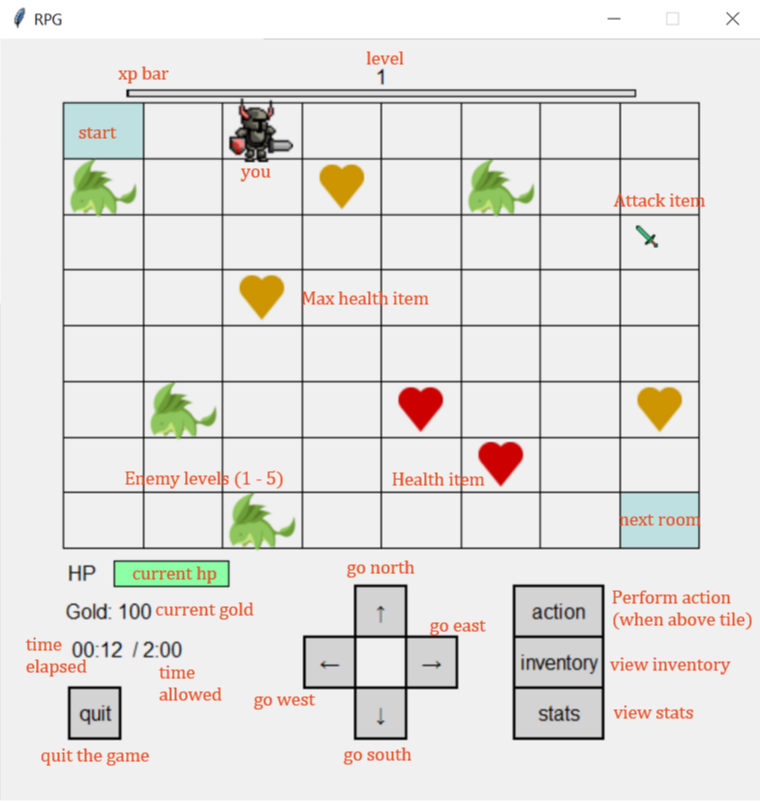 RPG
level
xp bar
1
start
you
Attack item
Max health item
Enemy levels (1 - 5)
Health item
next room
HP
current hp
go north
Gold: 100
current gold
↑
action
Perform action
(when above tile)
go east
time
elapsed
00:12 / 2:00
time
allowed
←
→
inventory
view inventory
go west
quit
↓
stats
view stats
quit the game
go south